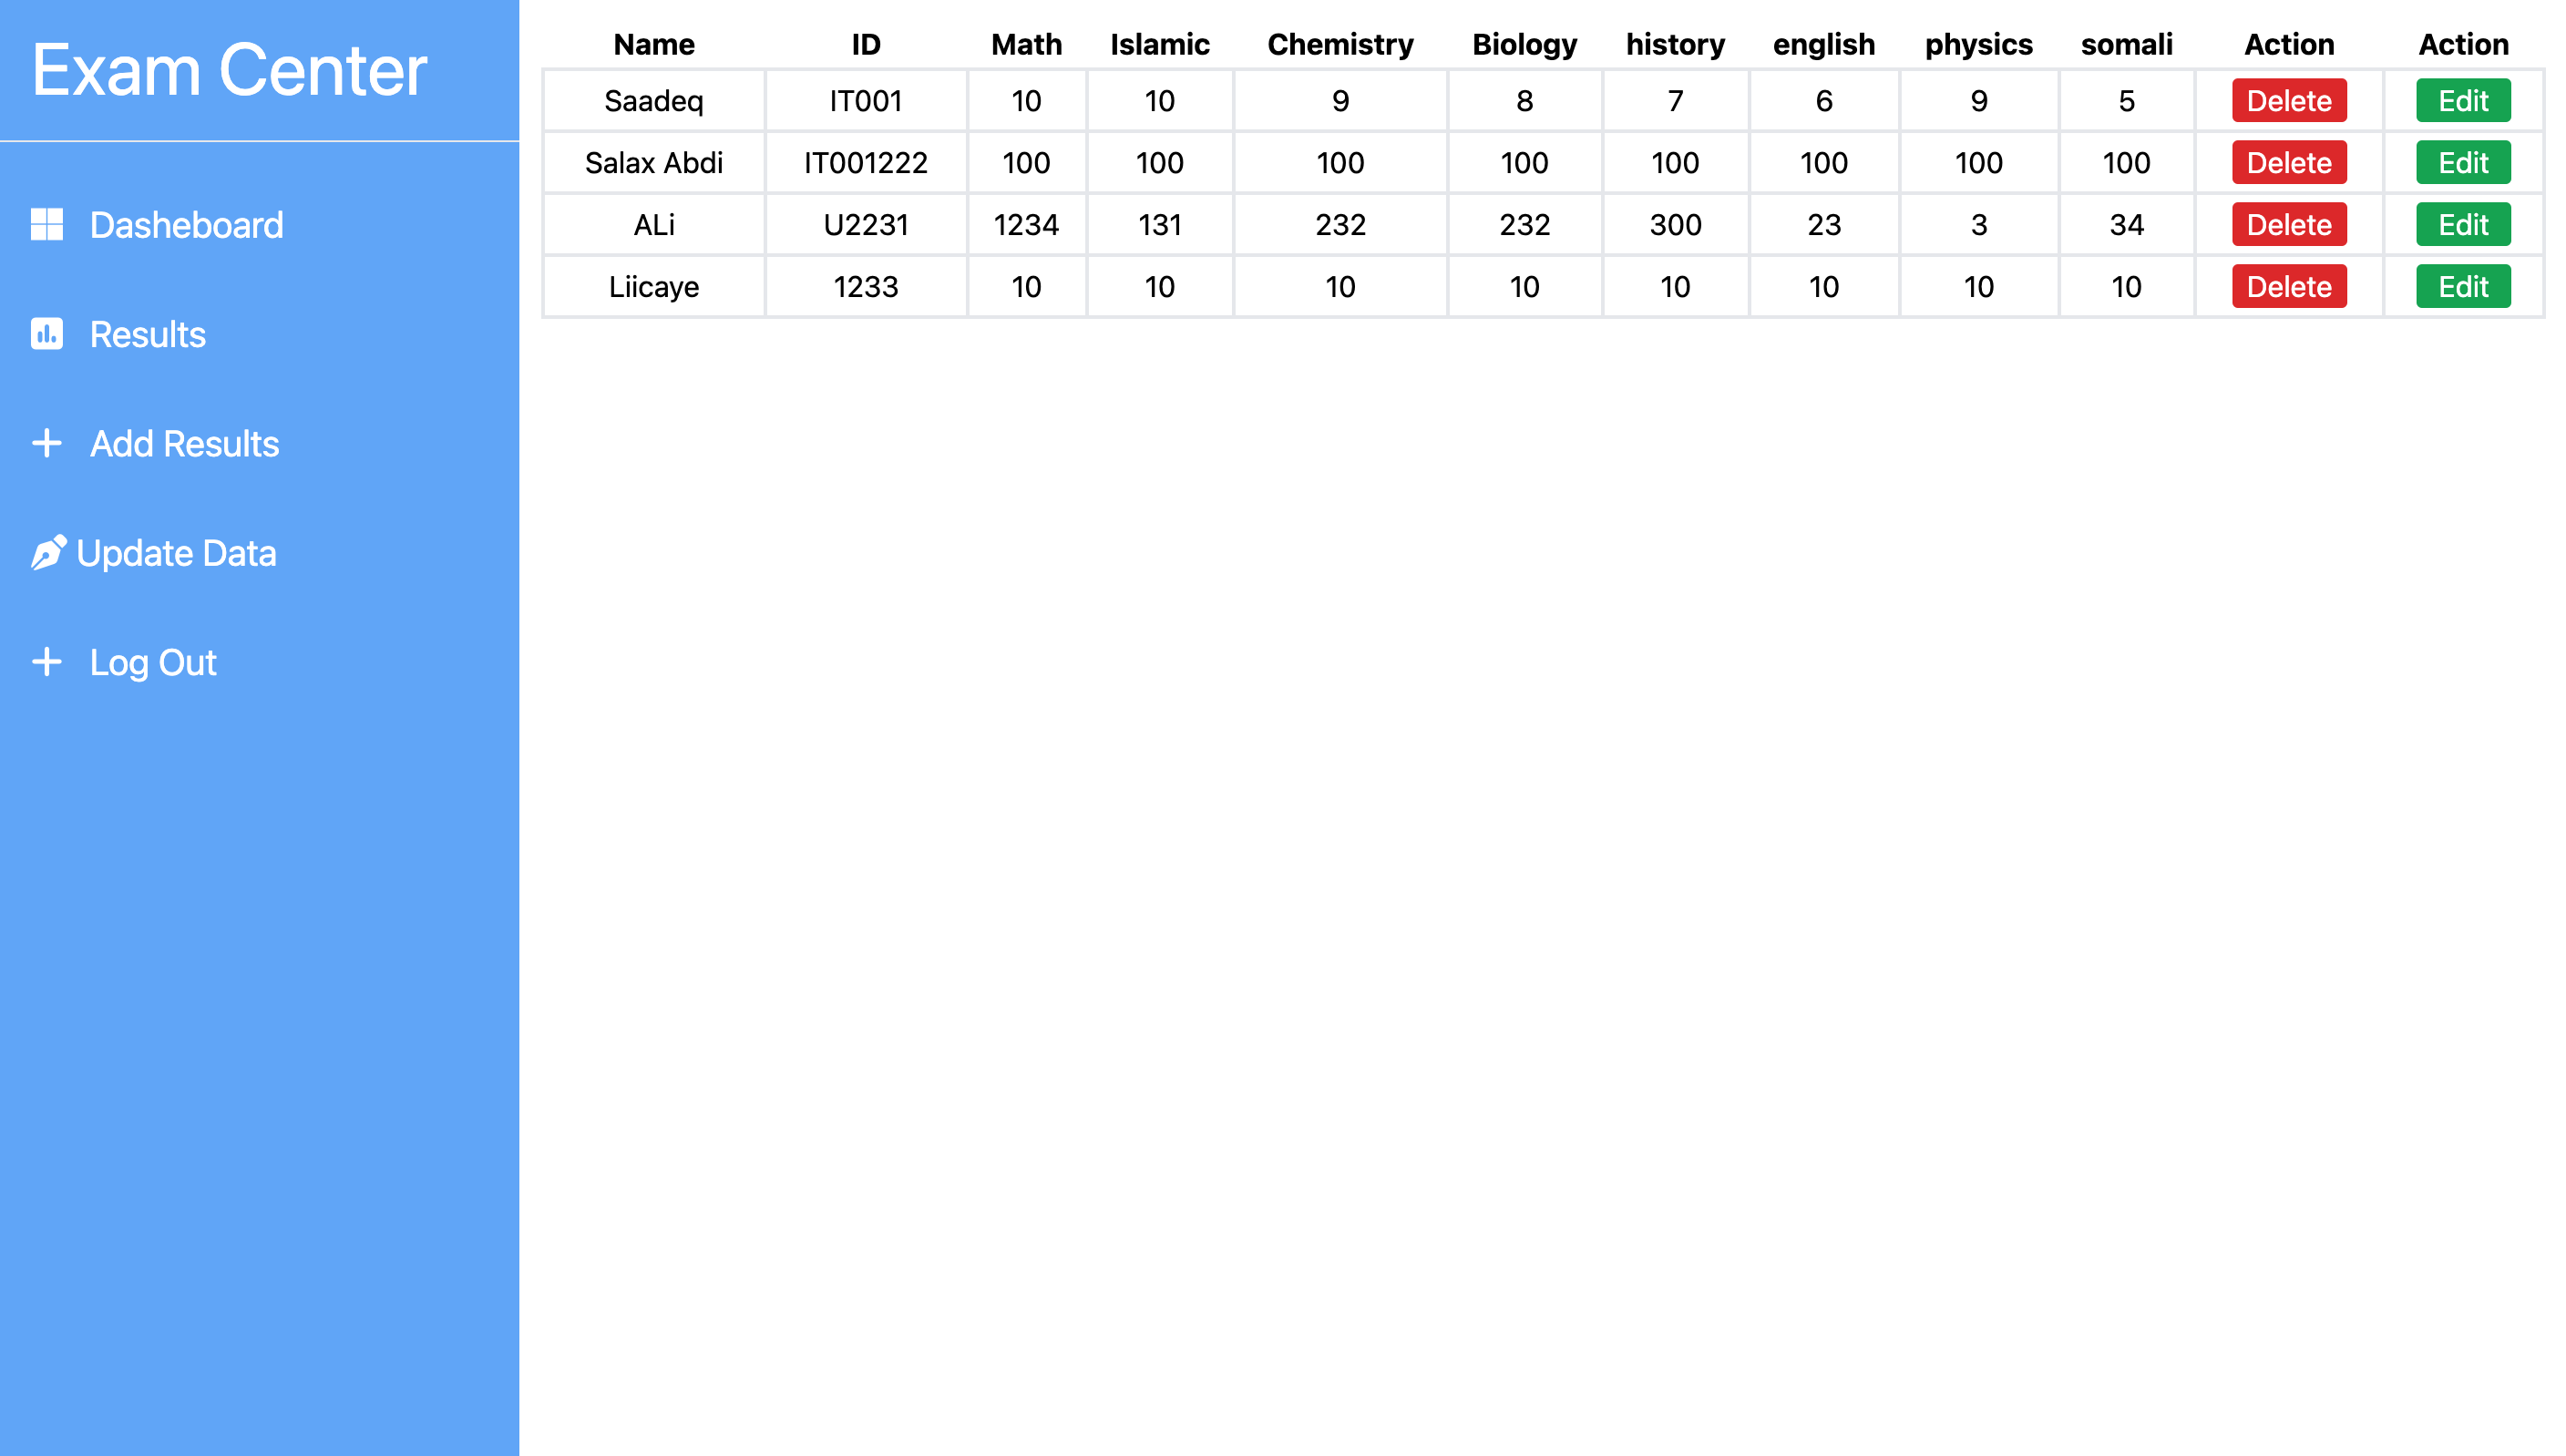 Exam Center
Dasheboard
Results
Add Results
Update Data
Log Out
Name ID Math Islamic Chemistry Biology history english physics somali Action Action
Saadeq IT001 10 10 9 8 7 6 9 5 Delete Edit
Salax Abdi IT001222 100 100 100 100 100 100 100 100 Delete Edit
ALi U2231 1234 131 232 232 300 23 3 34 Delete Edit
Liicaye 1233 10 10 10 10 10 10 10 10 Delete Edit